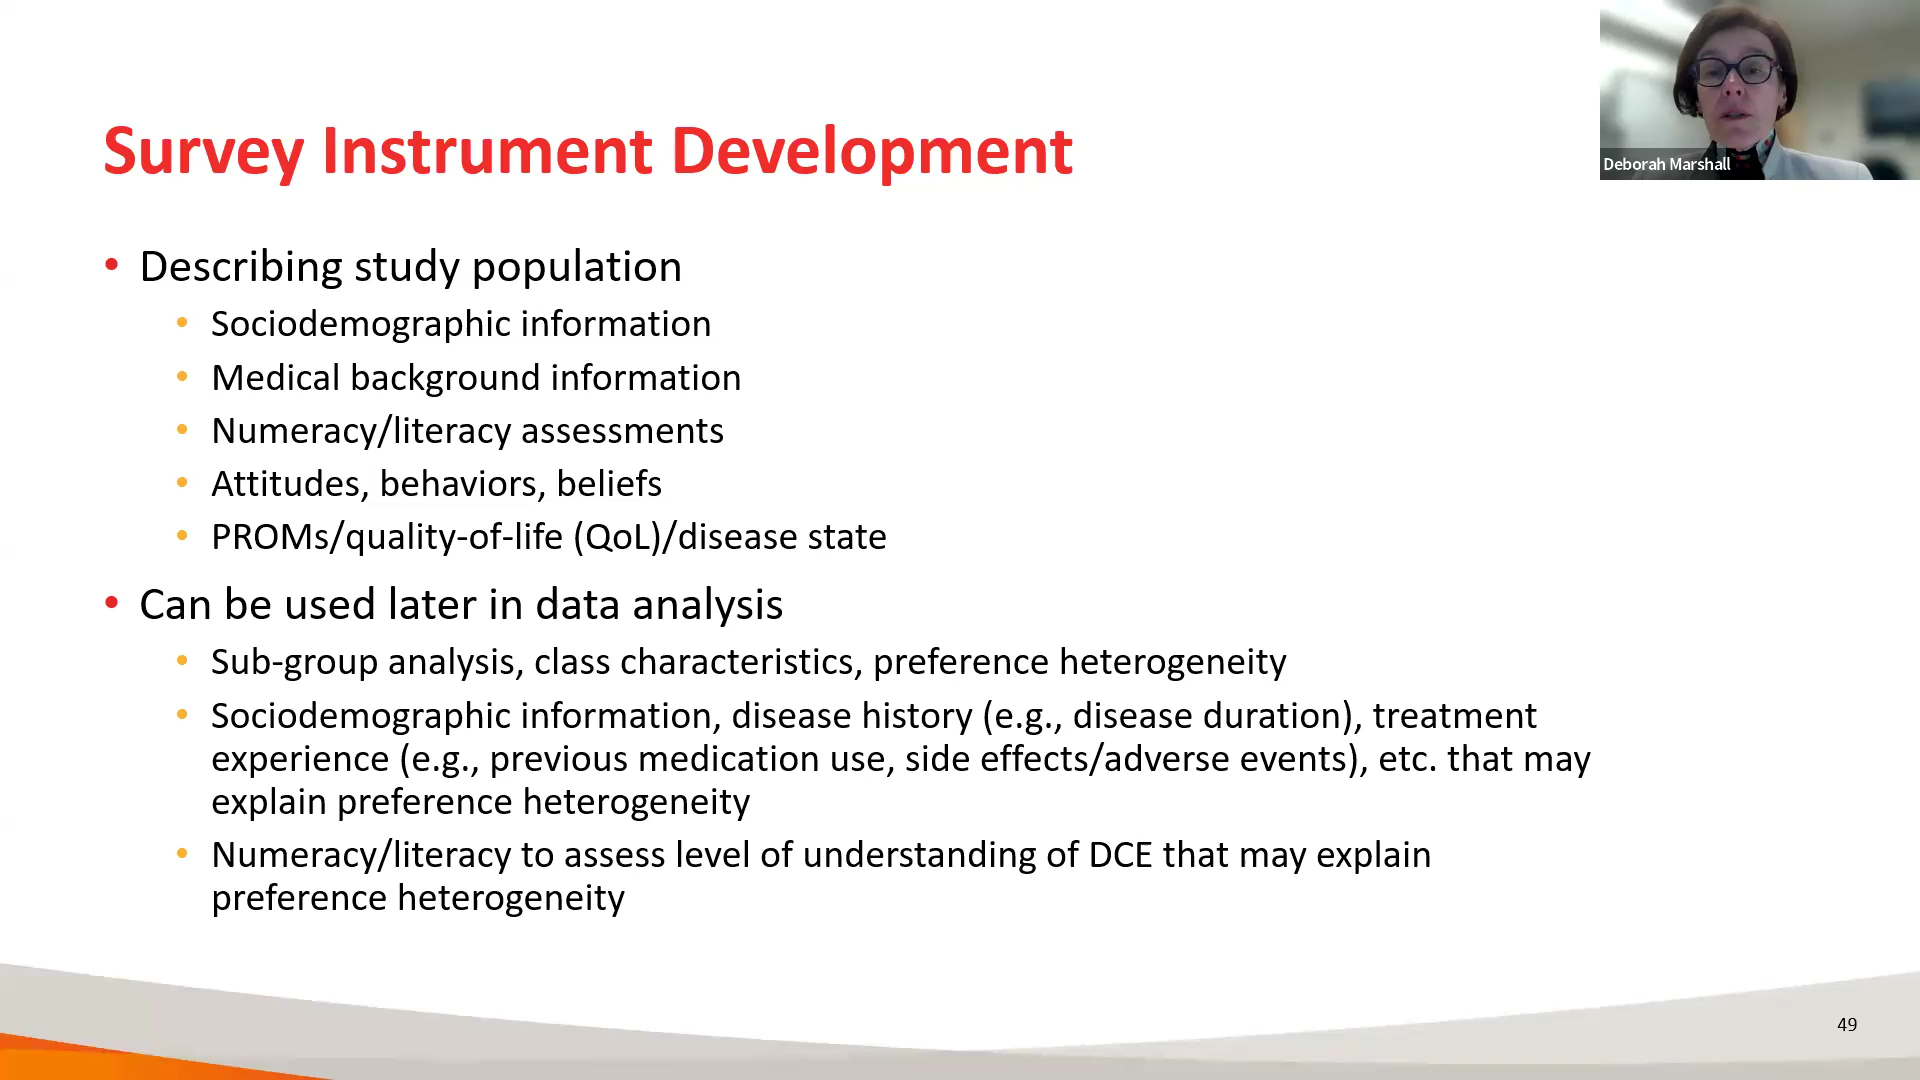 Survey Instrument Development
Deborah Marshall
• Describing study population
• Sociodemographic information
• Medical background information
• Numeracy/literacy assessments
• Attitudes, behaviors, beliefs
• PROMs/quality-of-life (QoL)/disease state
• Can be used later in data analysis
• Sub-group analysis, class characteristics, preference heterogeneity
• Sociodemographic information, disease history (e.g., disease duration), treatment
experience (e.g., previous medication use, side effects/adverse events), etc. that may
explain preference heterogeneity
• Numeracy/literacy to assess level of understanding of DCE that may explain
preference heterogeneity
49